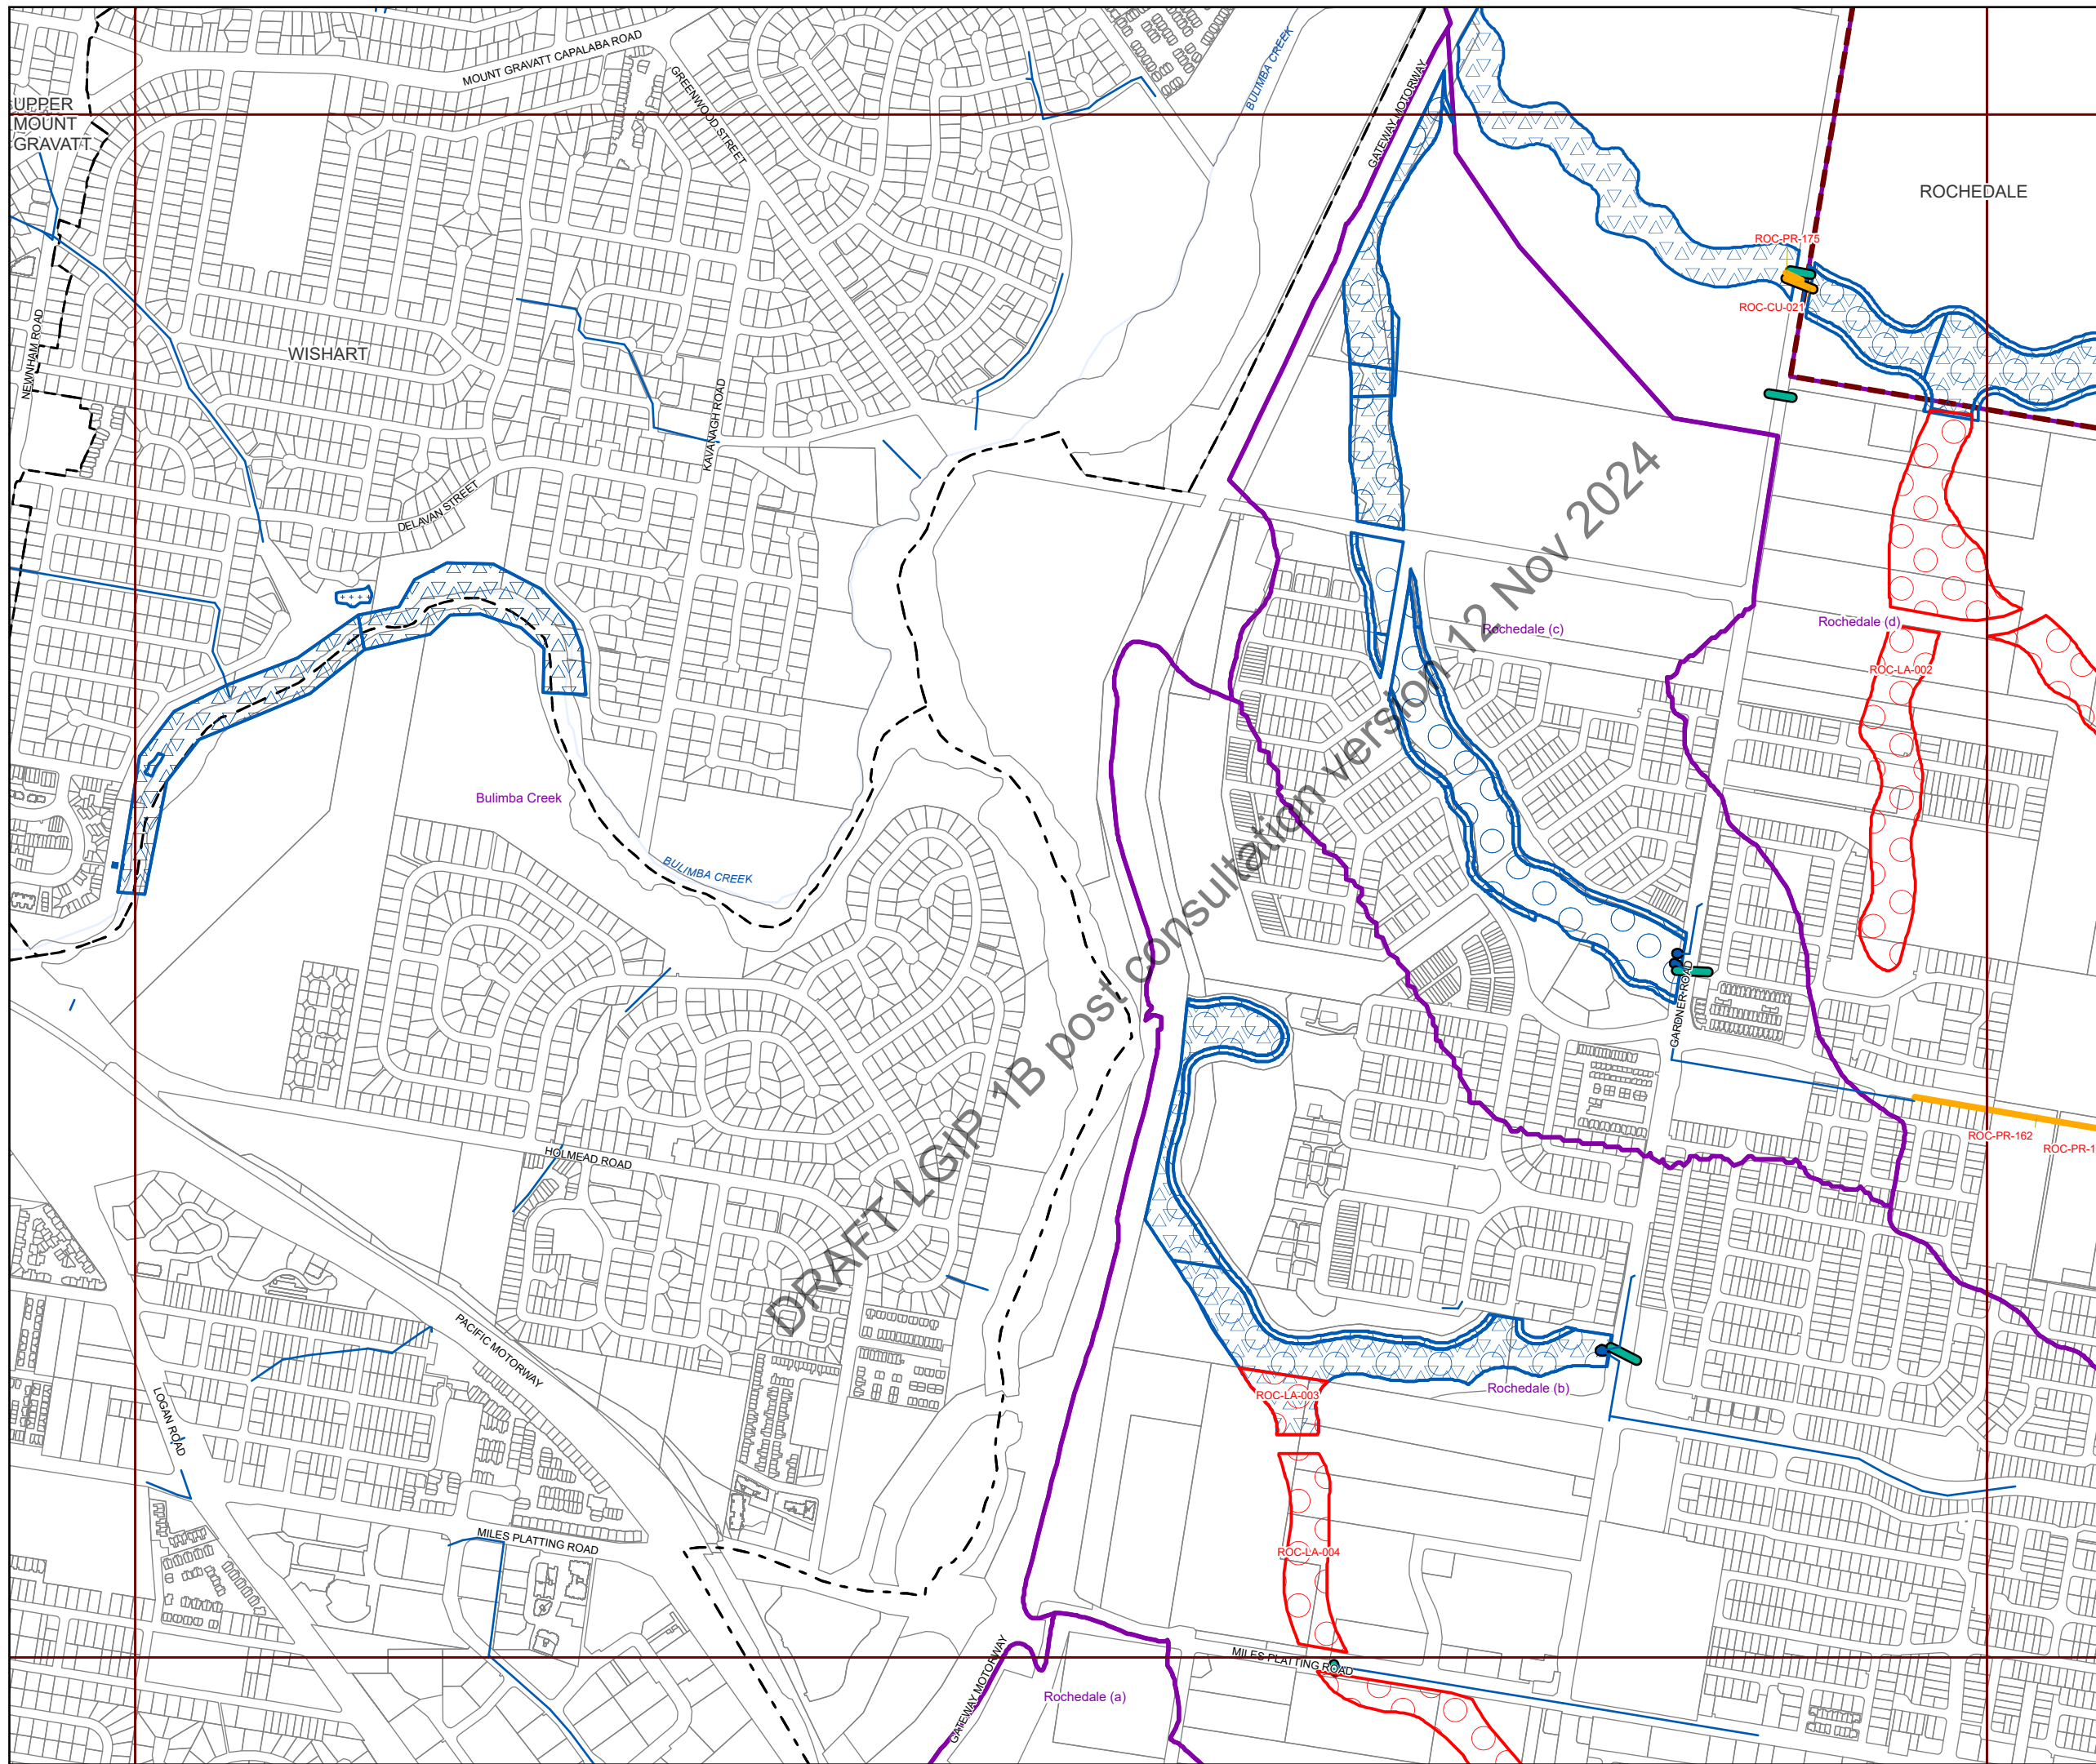 MOUNT GRAVATT CAPALABA ROAD
GREENWOOD STREET
BULIMBA CREEK
GATEWAY MOTORWAY
UPPER
MOUNT
GRAVATT
ROCHEDALE
ROC-PR-175
ROC-CU-021
NEWNHAM ROAD
WISHART
KAVANAGH ROAD
DELAVAN STREET
Rochedale (c)
Rochedale (d)
ROC-LA-002
Bulimba Creek
BULIMBA CREEK
DRAFT LGIP 1B post consultation version 12 Nov 2024
GARDNER ROAD
ROC-PR-162
ROC-PR-1
HOLMEAD ROAD
PACIFIC MOTORWAY
LOGAN ROAD
Rochedale (b)
ROC-LA-003
ROC-LA-004
MILES PLATTING ROAD
MILES PLATTING ROAD
GATEWAY MOTORWAY
Rochedale (a)